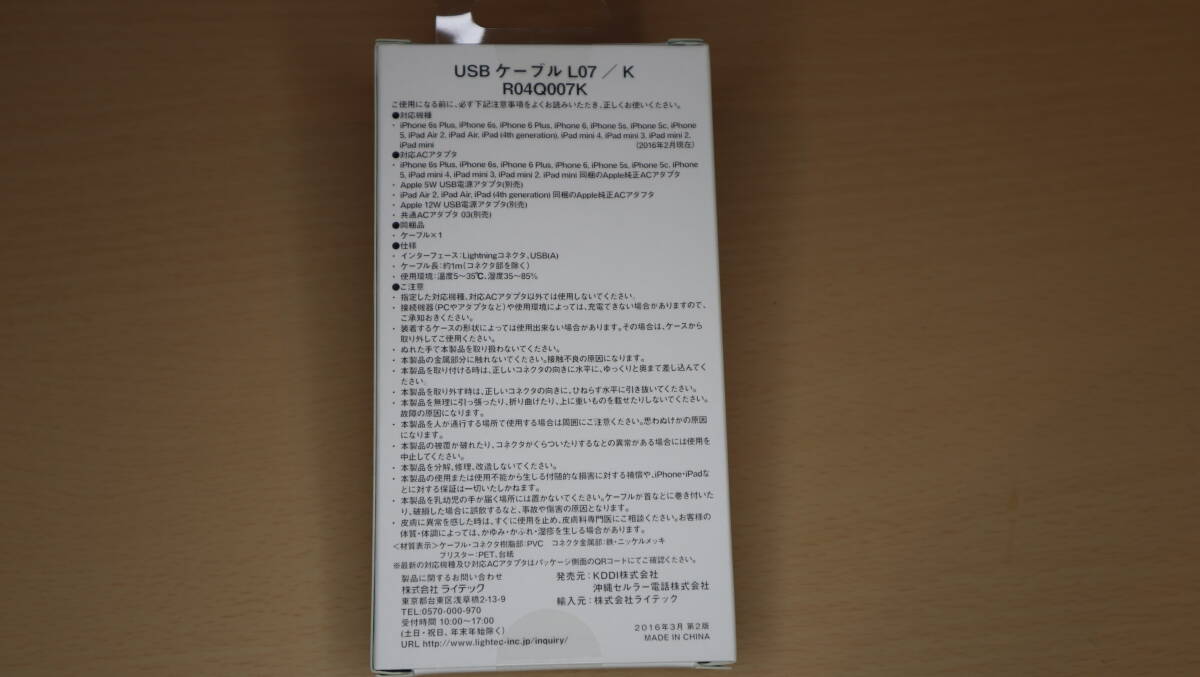 USB ケーブル L07 ／ K
R04Q007K
ご使用になる前に、必ず下記注意事項をよくお読みいただき、正しくお使いください。
●対応機種
・ iPhone 6s Plus, iPhone 6s, iPhone 6 Plus, iPhone 6, iPhone 5s, iPhone 5c, iPhone
5, iPad Air 2, iPad Air, iPad (4th generation), iPad mini 4, iPad mini 3, iPad mini 2,
iPad mini （2016年2月現在）
●対応ACアダプタ
・ iPhone 6s Plus, iPhone 6s, iPhone 6 Plus, iPhone 6, iPhone 5s, iPhone 5c, iPhone
5, iPad mini 4, iPad mini 3, iPad mini 2, iPad mini 同梱のApple純正ACアダプタ
・ Apple 5W USB電源アダプタ(別売)
・ iPad Air 2, iPad Air, iPad (4th generation) 同梱のApple純正ACアダプタ
・ Apple 12W USB電源アダプタ(別売)
・ 共通ACアダプタ 03(別売)
●同梱品
・ ケーブル×1
●仕様
・ インターフェース：Lightningコネクタ、USB(A)
・ ケーブル長：約1m（コネクタ部を除く）
・ 使用環境：温度5～35℃、湿度35～85%
●ご注意
・ 指定した対応機種、対応ACアダプタ以外では使用しないでください。
・ 接続機器（PCやアダプタなど）や使用環境によっては、充電できない場合がありますので、
ご承知おきください。
・ 装着するケースの形状によっては使用出来ない場合があります。その場合は、ケースから
取り外してご使用ください。
・ ぬれた手で本製品を取り扱わないでください。
・ 本製品の金属部分に触れないでください。接触不良の原因になります。
・ 本製品を取り付ける時は、正しいコネクタの向きに水平に、ゆっくりと奥まで差し込んでく
ださい。
・ 本製品を取り外す時は、正しいコネクタの向きに、ひねらず水平に引き抜いてください。
・ 本製品を無理に引っ張ったり、折り曲げたり、上に重いものを載せたりしないでください。
故障の原因になります。
・ 本製品を人が通行する場所で使用する場合は周囲にご注意ください。思わぬけがの原因
になります。
・ 本製品の被覆が破れたり、コネクタがぐらついたりするなどの異常がある場合には使用を
中止してください。
・ 本製品を分解、修理、改造しないでください。
・ 本製品の使用または使用不能から生じる付随的な損害に対する補償や、iPhone・iPadな
どに対する保証は一切いたしかねます。
・ 本製品を乳幼児の手が届く場所には置かないでください。ケーブルが首などに巻き付いた
り、破損した場合に誤飲するなど、事故や傷害の原因となります。
・ 皮膚に異常を感じた時は、すぐに使用を止め、皮膚科専門医にご相談ください。お客様の
体質・体調によっては、かゆみ・かぶれ・湿疹を生じる場合があります。
＜材質表示＞ケーブル・コネクタ樹脂部：PVC コネクタ金属部：鉄・ニッケルメッキ
ブリスター：PET、台紙
※最新の対応機種及び対応ACアダプタはパッケージ側面のQRコードにてご確認ください。
製品に関するお問い合わせ
株式会社 ライテック
東京都台東区浅草橋2-13-9
TEL:0570-000-970
受付時間 10:00～17:00
(土日・祝日、年末年始除く)
URL http://www.lightec-inc.jp/inquiry/
発売元：KDDI株式会社
沖縄セルラー電話株式会社
輸入元：株式会社ライテック
2016年3月 第2版
MADE IN CHINA